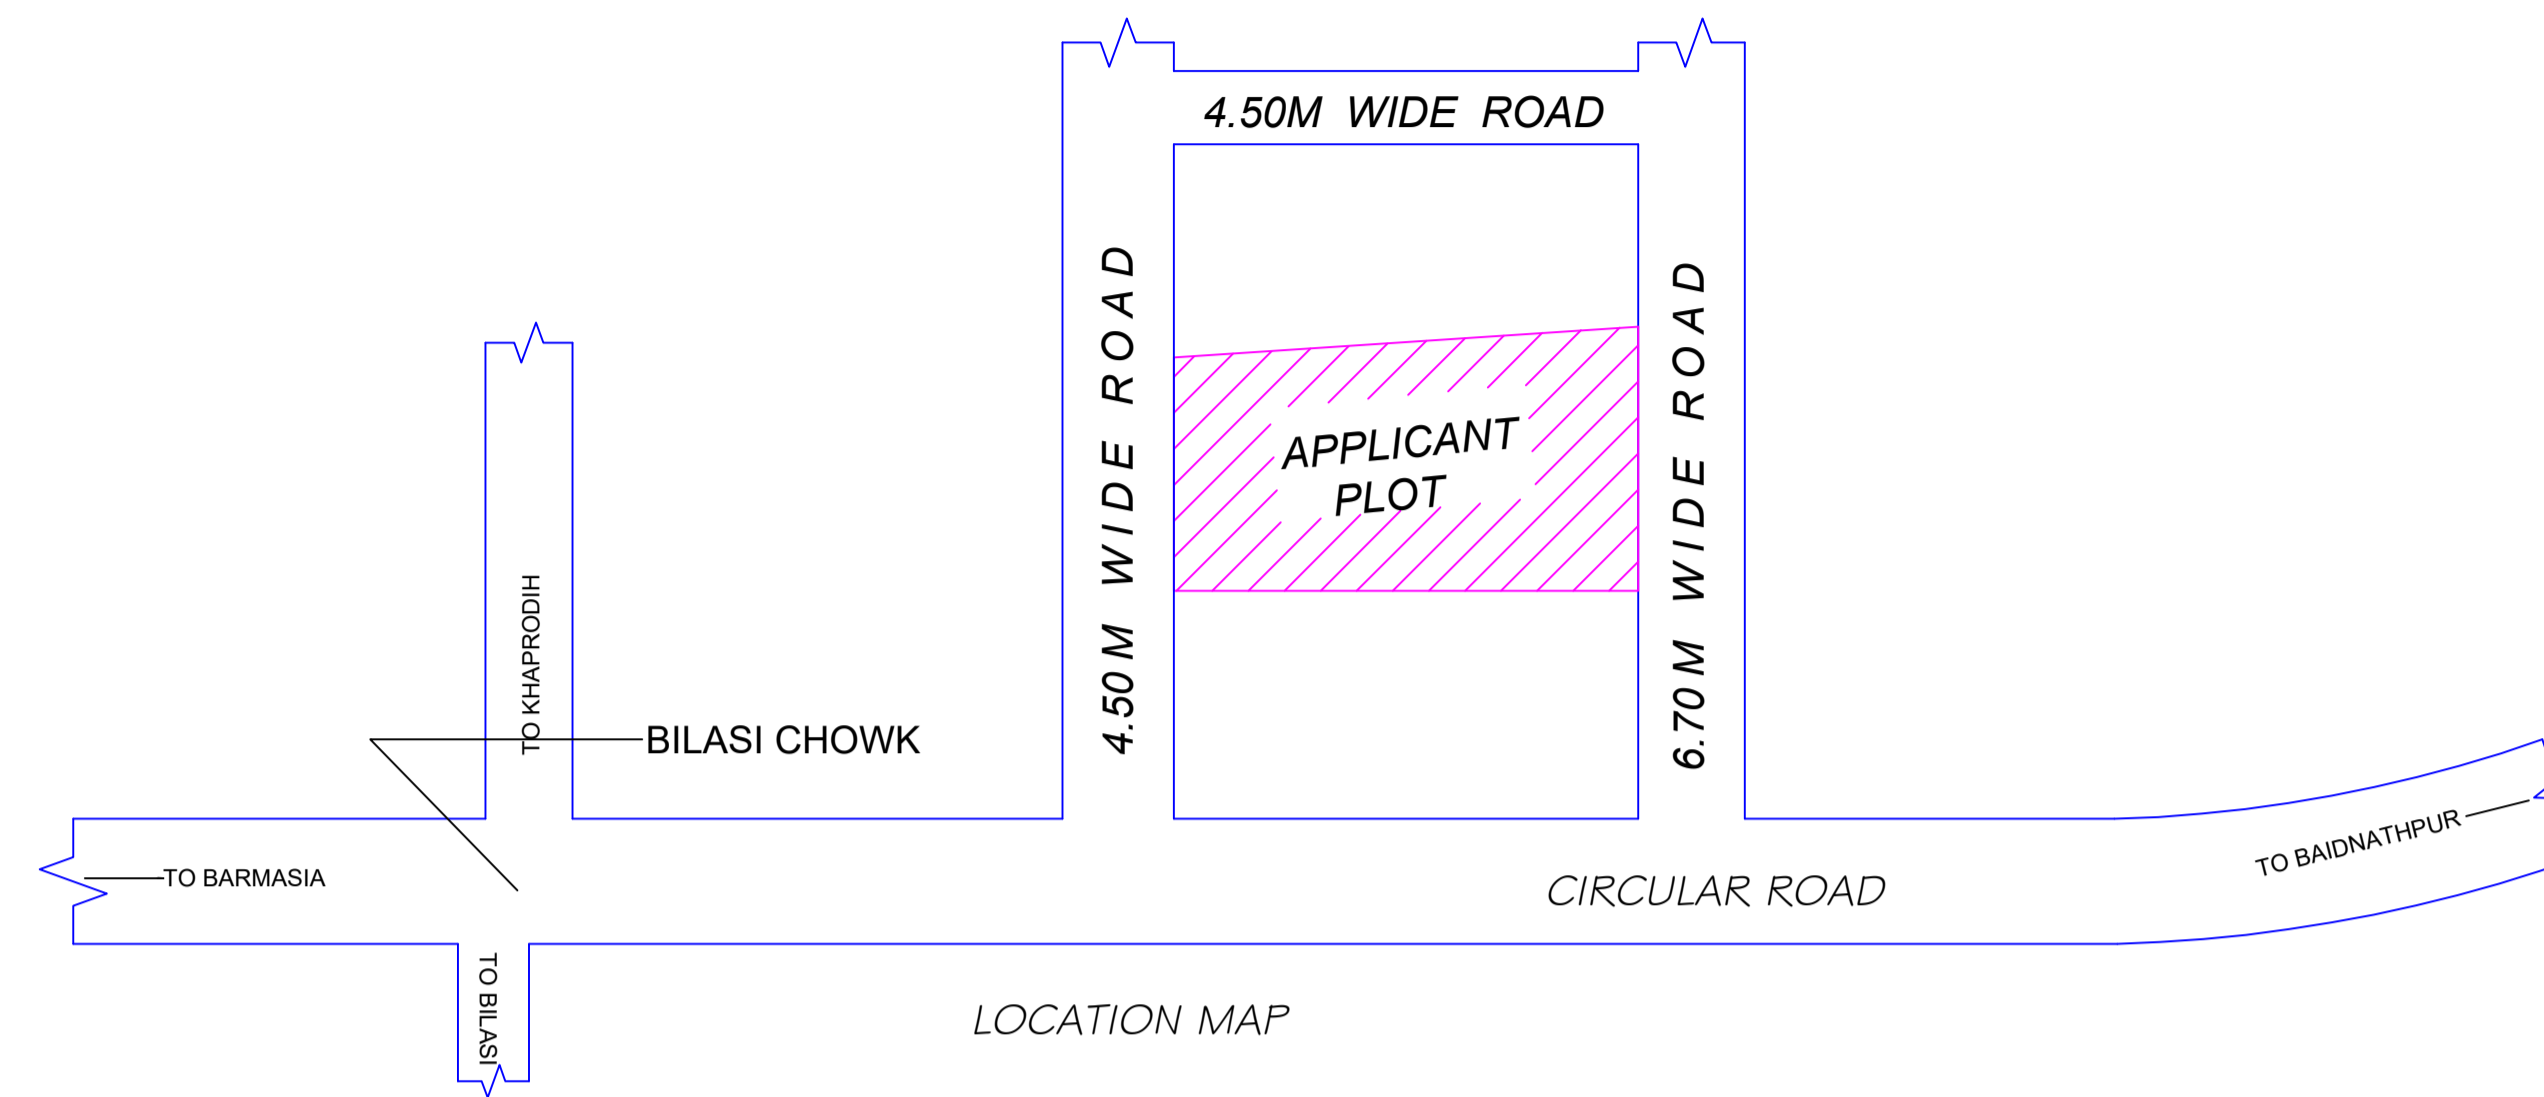 4.50M WIDE ROAD
4.50M WIDE ROAD
6.70M WIDE ROAD
APPLICANT
PLOT
TO KHAPRODIH
BILASI CHOWK
TO BARMASIA
CIRCULAR ROAD
TO BAIDNATHPUR
TO BILASI
LOCATION MAP